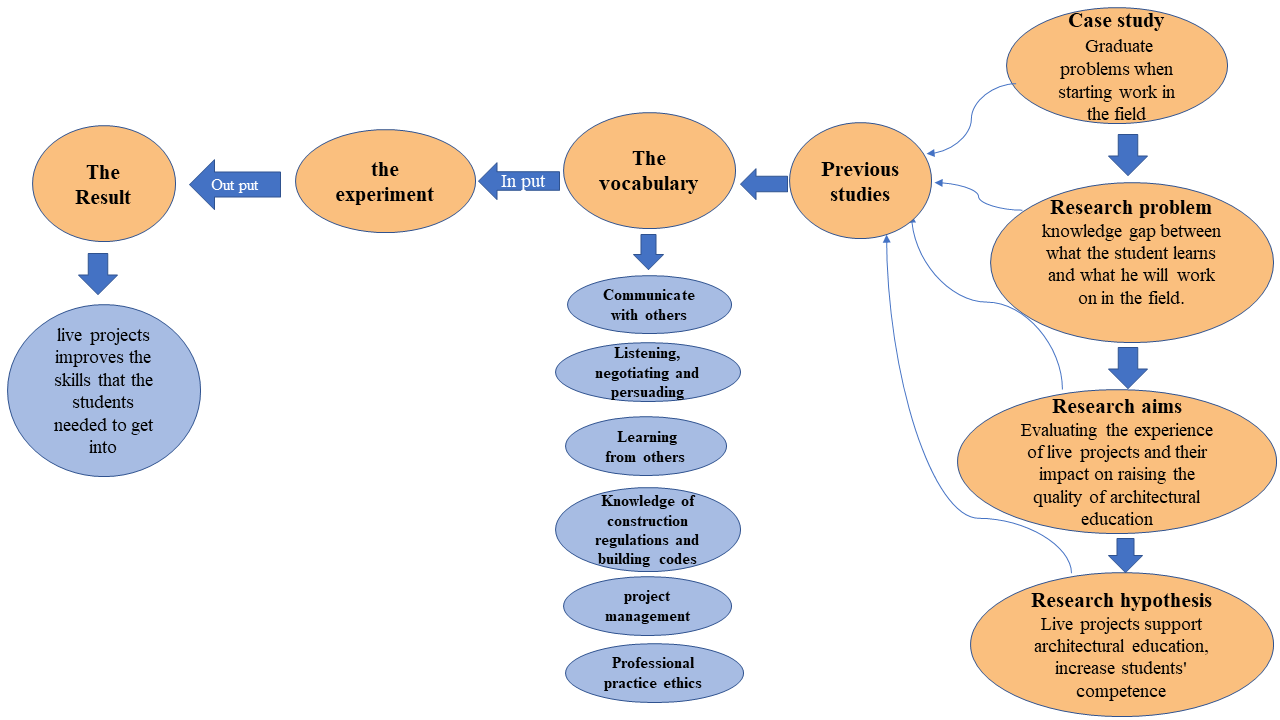 Case study
Graduate
problems when
starting work in
the field
Research problem
knowledge gap between
what the student learns
and what he will work
on in the field.
Research aims
Evaluating the experience
of live projects and their
impact on raising the
quality of architectural
education
Research hypothesis
Live projects support
architectural education,
increase students'
competence
Previous
studies
The
vocabulary
Communicate
with others
Listening,
negotiating and
persuading
Learning
from others
Knowledge of
construction
regulations and
building codes
project
management
Professional
practice ethics
In put
the
experiment
Out put
The
Result
live projects
improves the
skills that the
students
needed to get
into